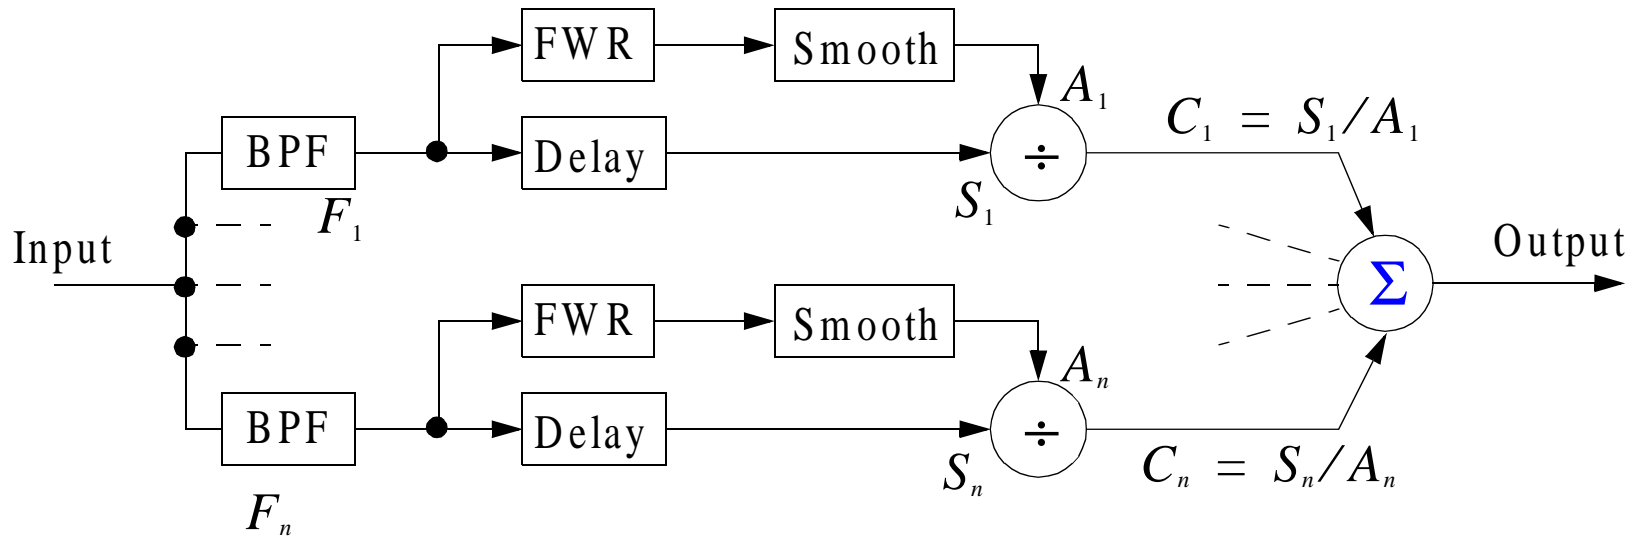 FWR
Smooth
A₁
C₁ = S₁/A₁
BPF
Delay
÷
S₁
F₁
Input
Output
Σ
FWR
Smooth
Aₙ
BPF
Delay
÷
Sₙ
Cₙ = Sₙ/Aₙ
Fₙ